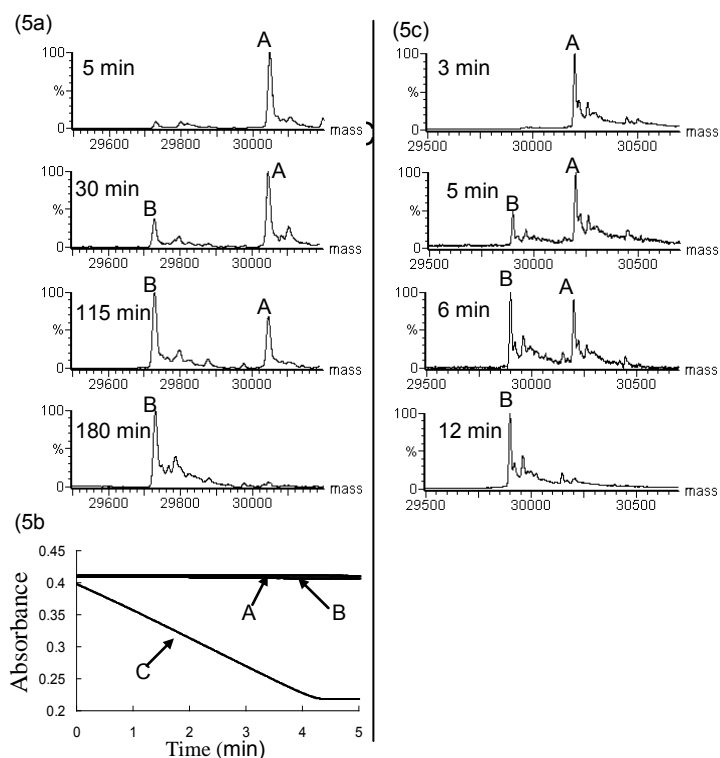 (5a)
A
100
5 min
%
0
29600 29800 30000
mass
30 min
A
B
%
0
29600 29800 30000
mass
B
100
115 min
A
%
0
29600 29800 30000
mass
B
100
180 min
%
0
29600 29800 30000
mass
(5b
0.45
0.4
0.35
0.3
0.25
0.2
Absorbance
A
B
C
0 1 2 3 4 5
Time (min)
(5c)
A
100
3 min
%
0
29500 30000 30500
mass
A
100
5 min
B
%
0
29500 30000 30500
mass
B
A
100
6 min
%
0
29500 30000 30500
mass
B
100
12 min
%
0
29500 30000 30500
mass